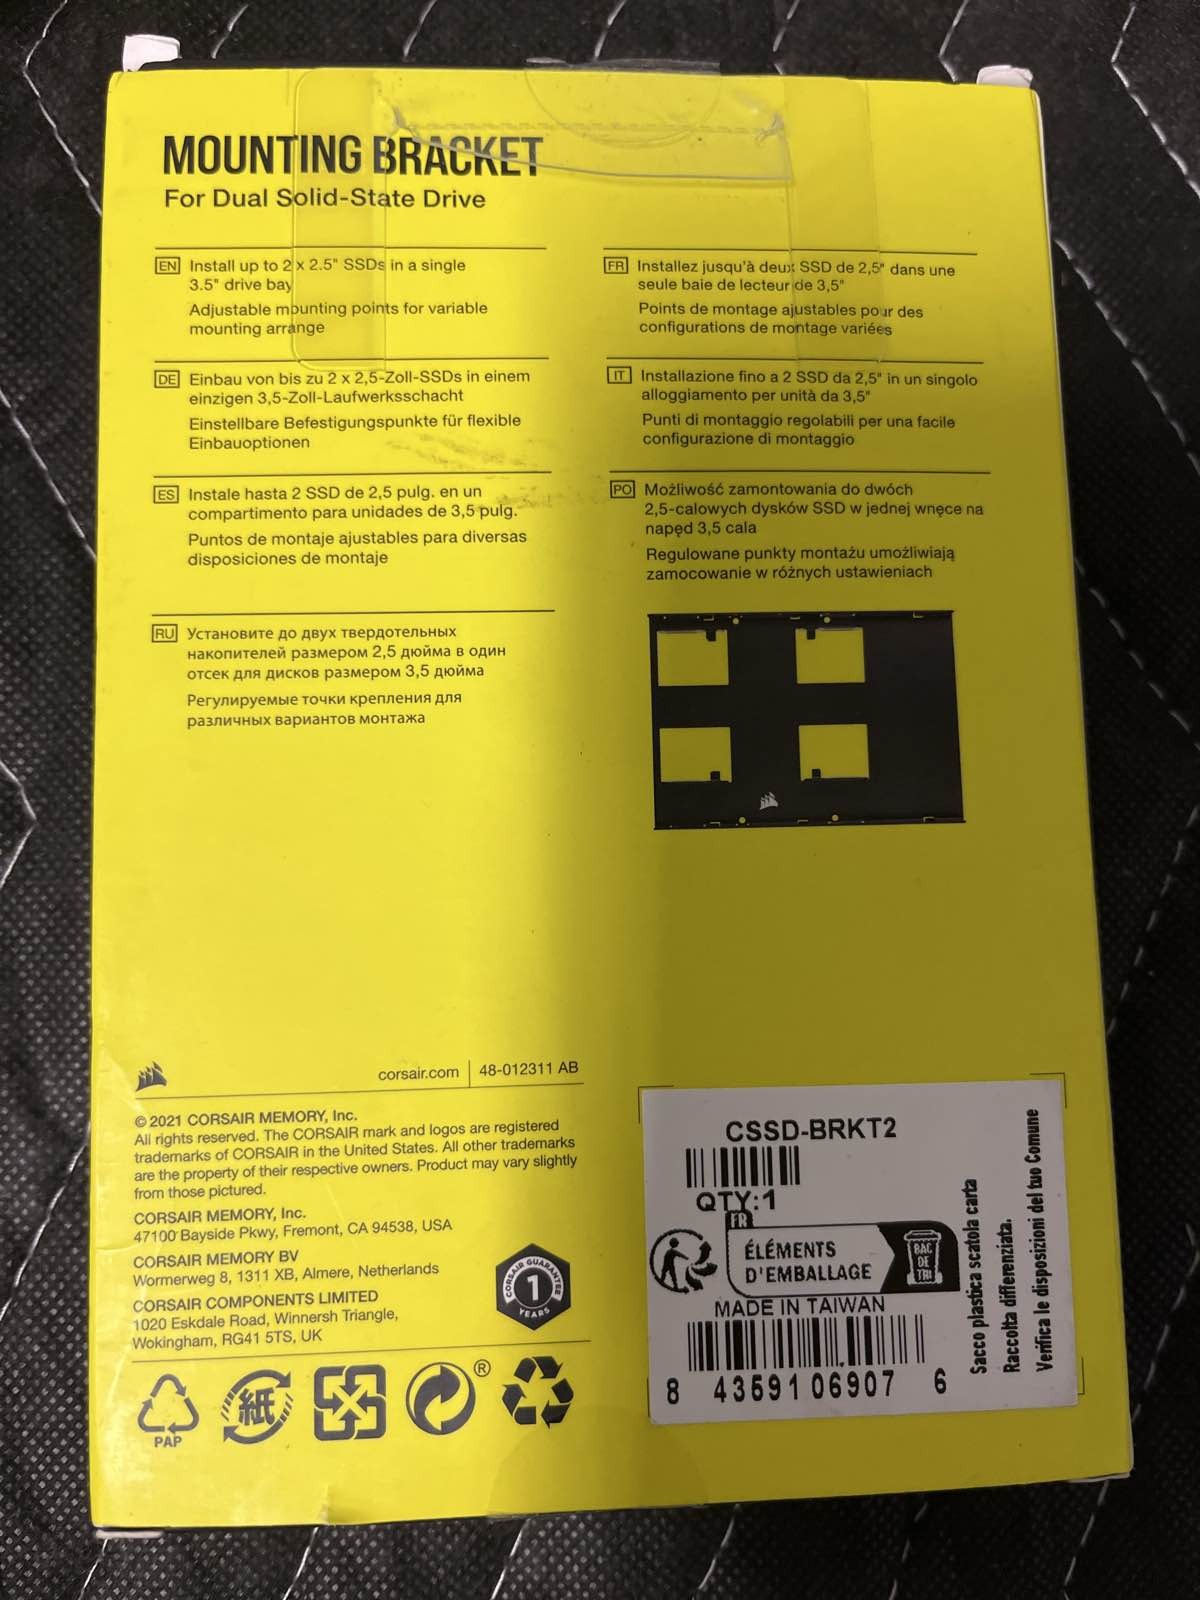 MOUNTING BRACKET
For Dual Solid-State Drive
EN Install up to 2 x 2.5" SSDs in a single
3.5" drive bay
Adjustable mounting points for variable
mounting arrange
DE Einbau von bis zu 2 x 2,5-Zoll-SSDs in einem
einzigen 3,5-Zoll-Laufwerksschacht
Einstellbare Befestigungspunkte für flexible
Einbauoptionen
ES Instale hasta 2 SSD de 2,5 pulg. en un
compartimento para unidades de 3,5 pulg.
Puntos de montaje ajustables para diversas
disposiciones de montaje
RU Установите до двух твердотельных
накопителей размером 2,5 дюйма в один
отсек для дисков размером 3,5 дюйма
Регулируемые точки крепления для
различных вариантов монтажа
FR Installez jusqu'à deux SSD de 2,5" dans une
seule baie de lecteur de 3,5"
Points de montage ajustables pour des
configurations de montage variées
IT Installazione fino a 2 SSD da 2,5" in un singolo
alloggiamento per unità da 3,5"
Punti di montaggio regolabili per una facile
configurazione di montaggio
PO Możliwość zamontowania do dwóch
2,5-calowych dysków SSD w jednej wnęce na
napęd 3,5 cala
Regulowane punkty montażu umożliwiają
zamocowanie w różnych ustawieniach
corsair.com | 48-012311 AB
© 2021 CORSAIR MEMORY, Inc.
All rights reserved. The CORSAIR mark and logos are registered
trademarks of CORSAIR in the United States. All other trademarks
are the property of their respective owners. Product may vary slightly
from those pictured.
CORSAIR MEMORY, Inc.
47100 Bayside Pkwy, Fremont, CA 94538, USA
CORSAIR MEMORY BV
Wormerweg 8, 1311 XB, Almere, Netherlands
CORSAIR COMPONENTS LIMITED
1020 Eskdale Road, Winnersh Triangle,
Wokingham, RG41 5TS, UK
CORSAIR GUARANTEE
1
YEARS
PAP
紙
®
CSSD-BRKT2
QTY:1
FR
ÉLÉMENTS
D'EMBALLAGE
BAC
DE
TRI
MADE IN TAIWAN
8 43591 06907 6
Sacco plastica scatola carta
Raccolta differenziata.
Verifica le disposizioni del tuo Comune